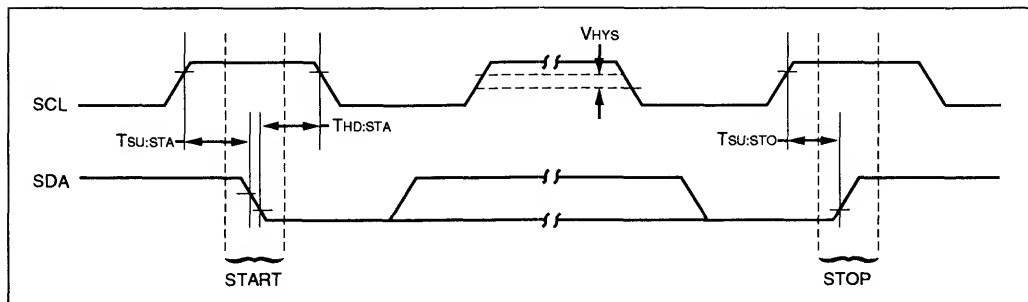 VHYS
SCL
THD:STA
TSU:STA
TSU:STO
SDA
START
STOP